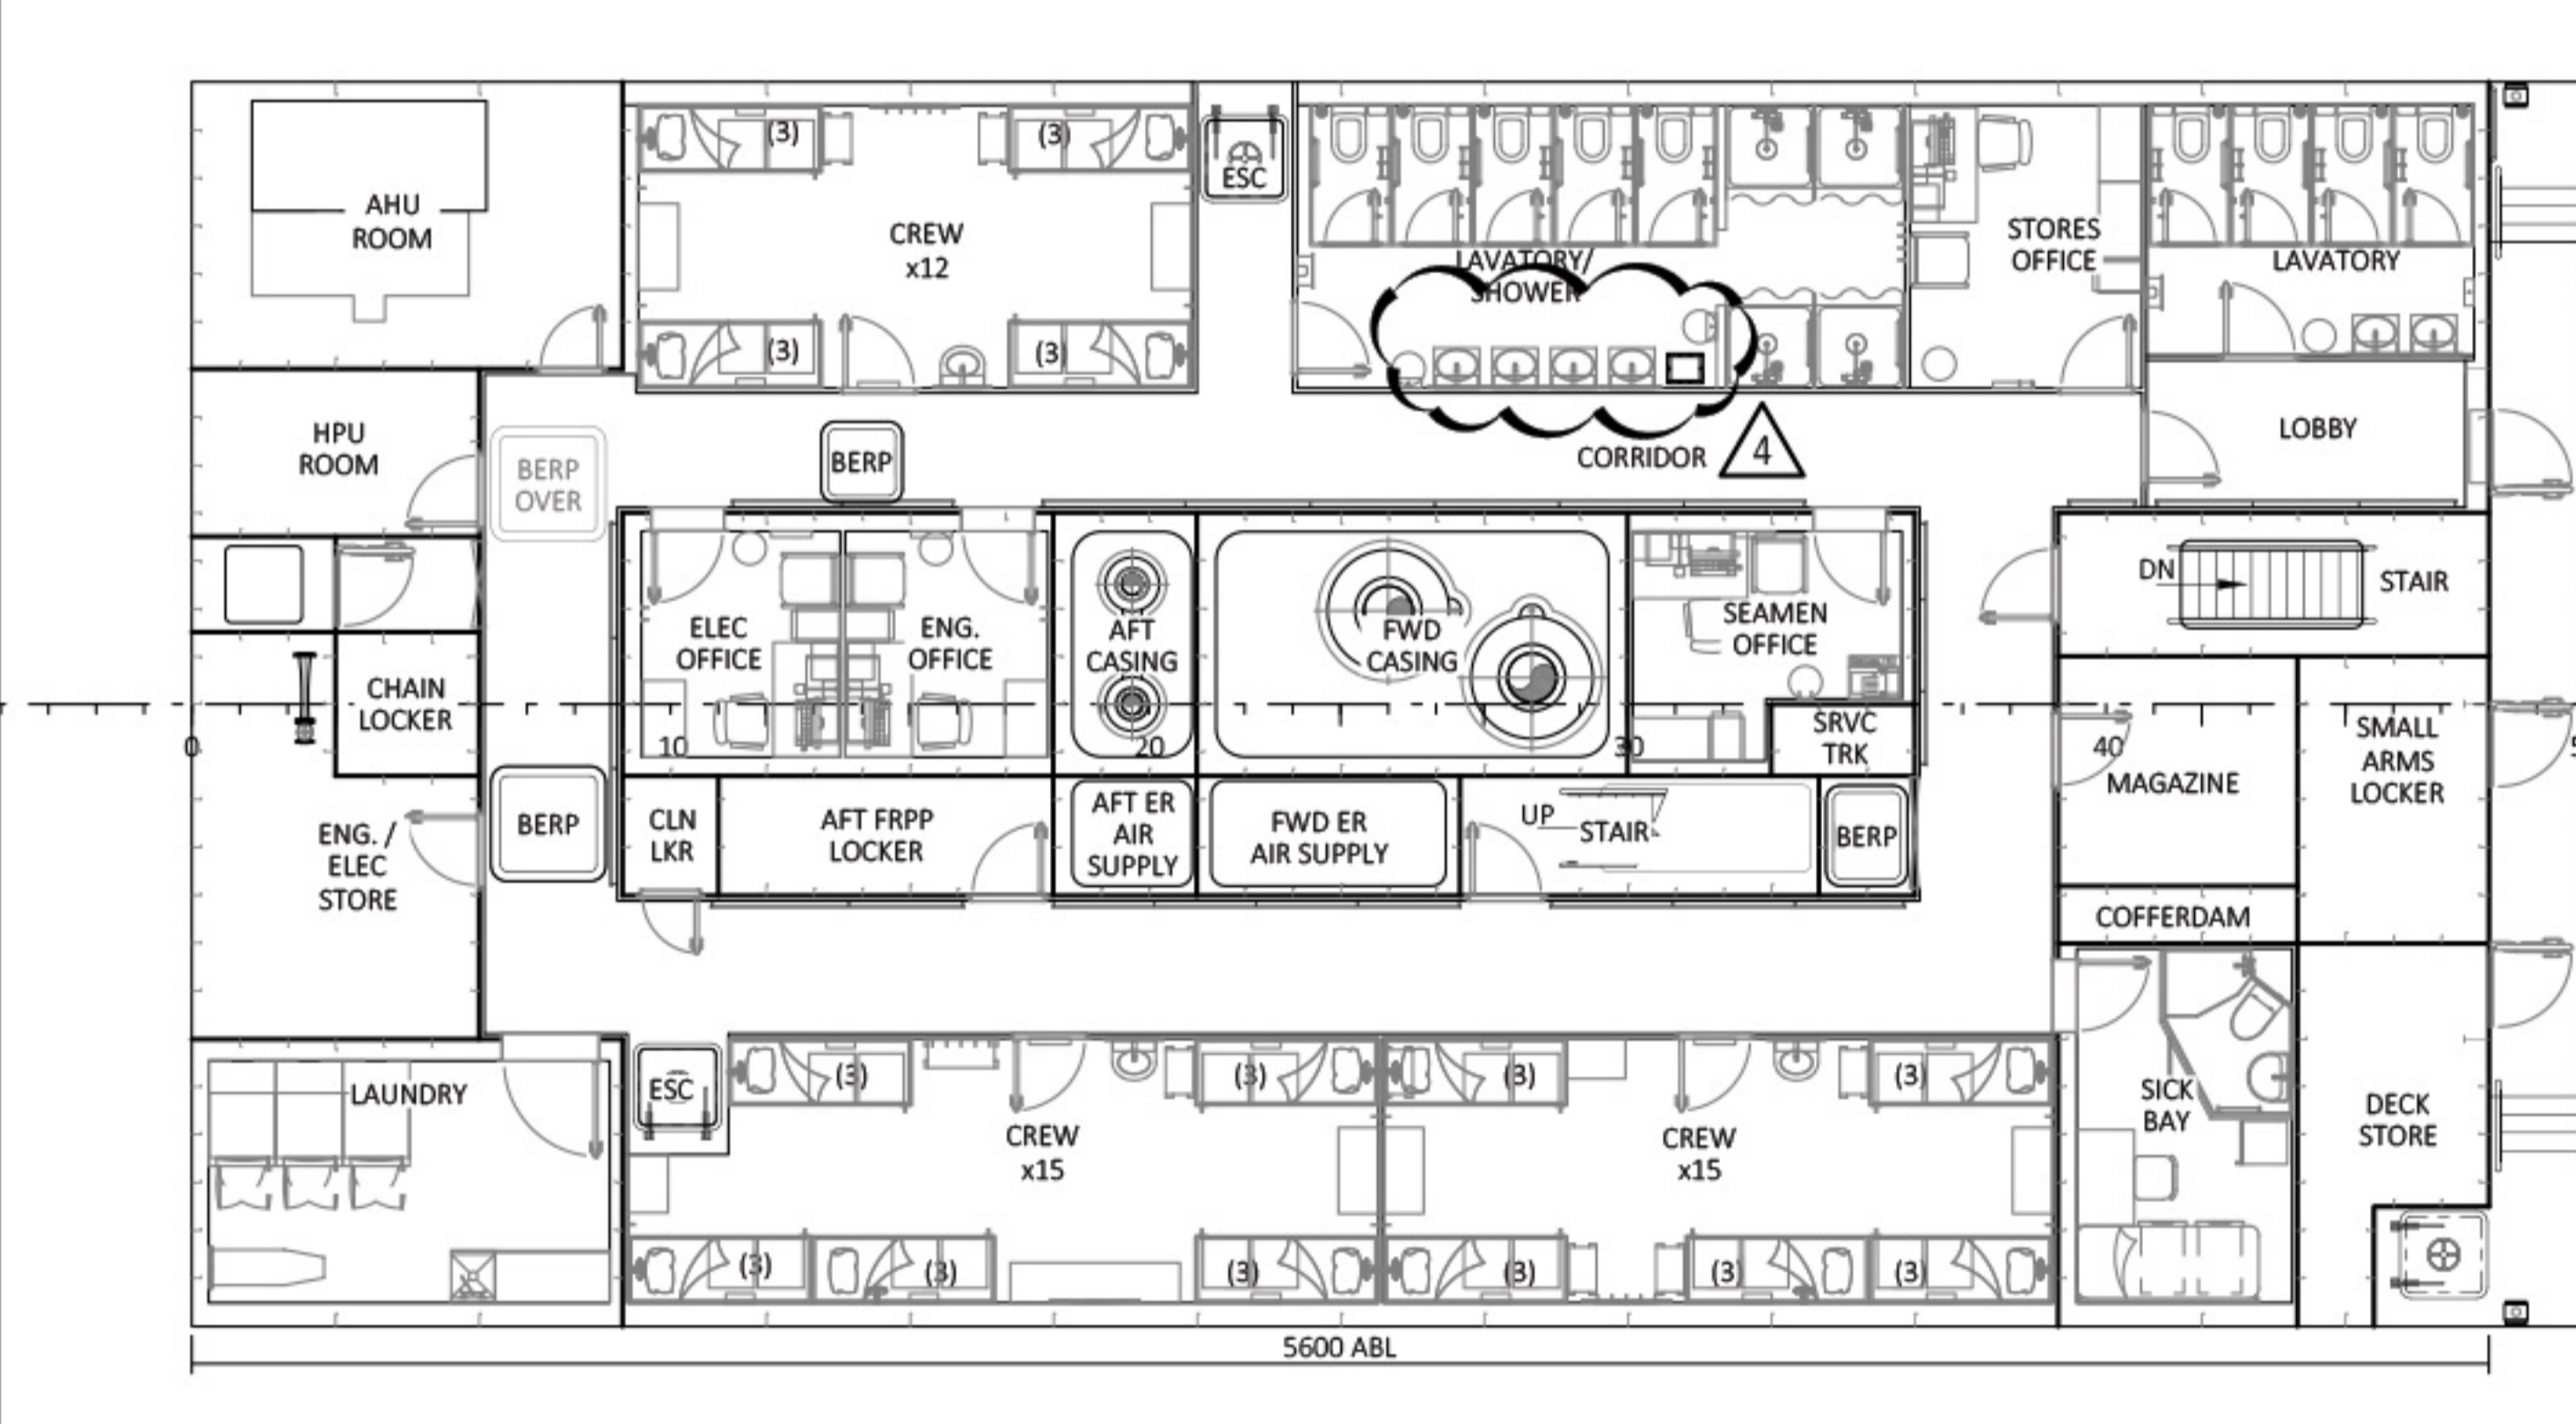 (3)
(3)
AHU
ROOM
CREW
x12
ESC
LAVATORY/
SHOWER
STORES
OFFICE
LAVATORY
(3)
(3)
HPU
ROOM
BERP
OVER
BERP
CORRIDOR
4
LOBBY
DN
STAIR
ELEC
OFFICE
ENG.
OFFICE
AFT
CASING
FWD
CASING
SEAMEN
OFFICE
CHAIN
LOCKER
SRVC
TRK
SMALL
ARMS
LOCKER
0
10
20
30
40
MAGAZINE
ENG. /
ELEC
STORE
BERP
CLN
LKR
AFT FRPP
LOCKER
AFT ER
AIR
SUPPLY
FWD ER
AIR SUPPLY
UP
STAIR
BERP
COFFERDAM
LAUNDRY
ESC
(3)
(3)
(3)
(3)
CREW
x15
CREW
x15
SICK
BAY
DECK
STORE
(3)
(3)
(3)
(3)
(3)
(3)
5600 ABL